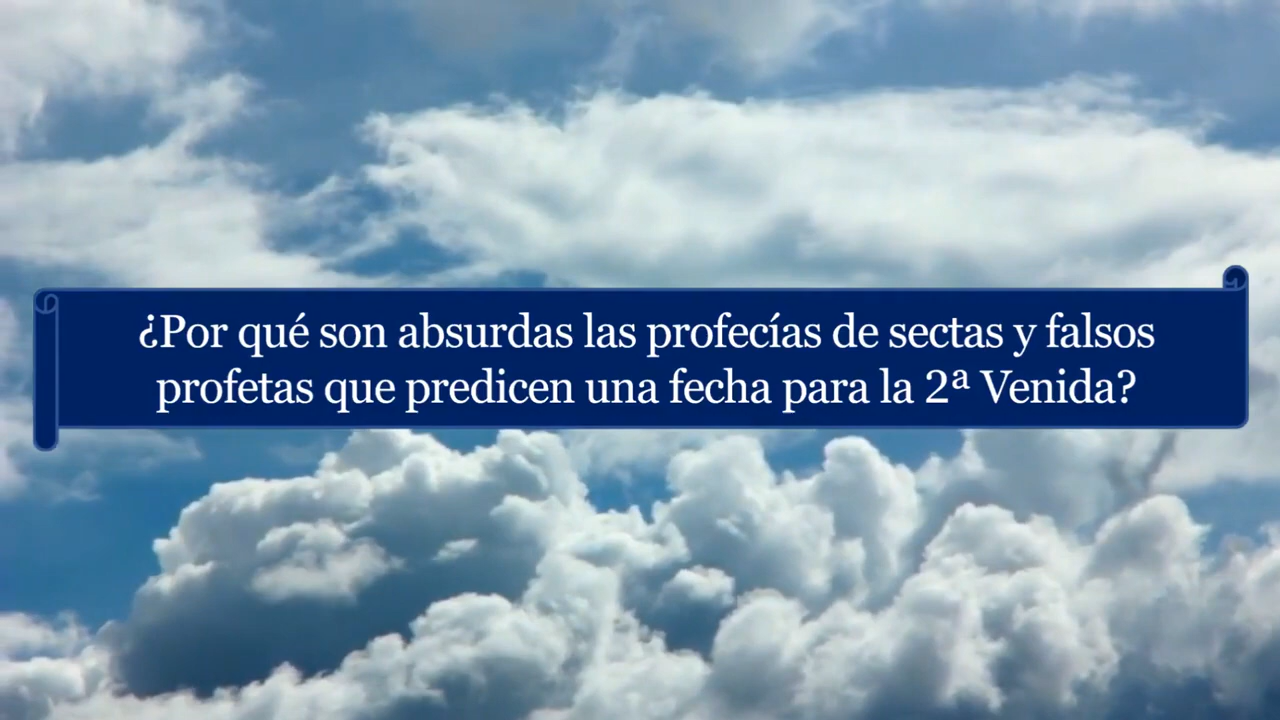 ¿Por qué son absurdas las profecías de sectas y falsos
profetas que predicen una fecha para la 2ª Venida?